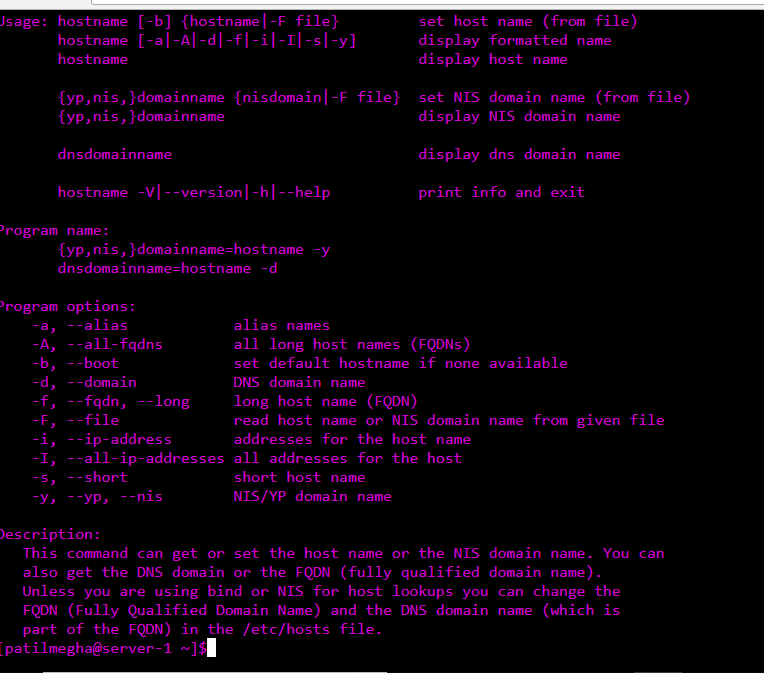 Usage: hostname [-b] {hostname|-F file}         set host name (from file)
       hostname [-a|-A|-d|-f|-i|-I|-s|-y]       display formatted name
       hostname                                 display host name
       {yp,nis,}domainname {nisdomain|-F file}  set NIS domain name (from file)
       {yp,nis,}domainname                      display NIS domain name
       dnsdomainname                            display dns domain name
       hostname -V|--version|-h|--help          print info and exit
Program name:
       {yp,nis,}domainname=hostname -y
       dnsdomainname=hostname -d
Program options:
    -a, --alias            alias names
    -A, --all-fqdns        all long host names (FQDNs)
    -b, --boot             set default hostname if none available
    -d, --domain           DNS domain name
    -f, --fqdn, --long     long host name (FQDN)
    -F, --file             read host name or NIS domain name from given file
    -i, --ip-address       addresses for the host name
    -I, --all-ip-addresses all addresses for the host
    -s, --short            short host name
    -y, --yp, --nis        NIS/YP domain name
Description:
   This command can get or set the host name or the NIS domain name. You can
   also get the DNS domain or the FQDN (fully qualified domain name).
   Unless you are using bind or NIS for host lookups you can change the
   FQDN (Fully Qualified Domain Name) and the DNS domain name (which is
   part of the FQDN) in the /etc/hosts file.
[patilmegha@server-1 ~]$